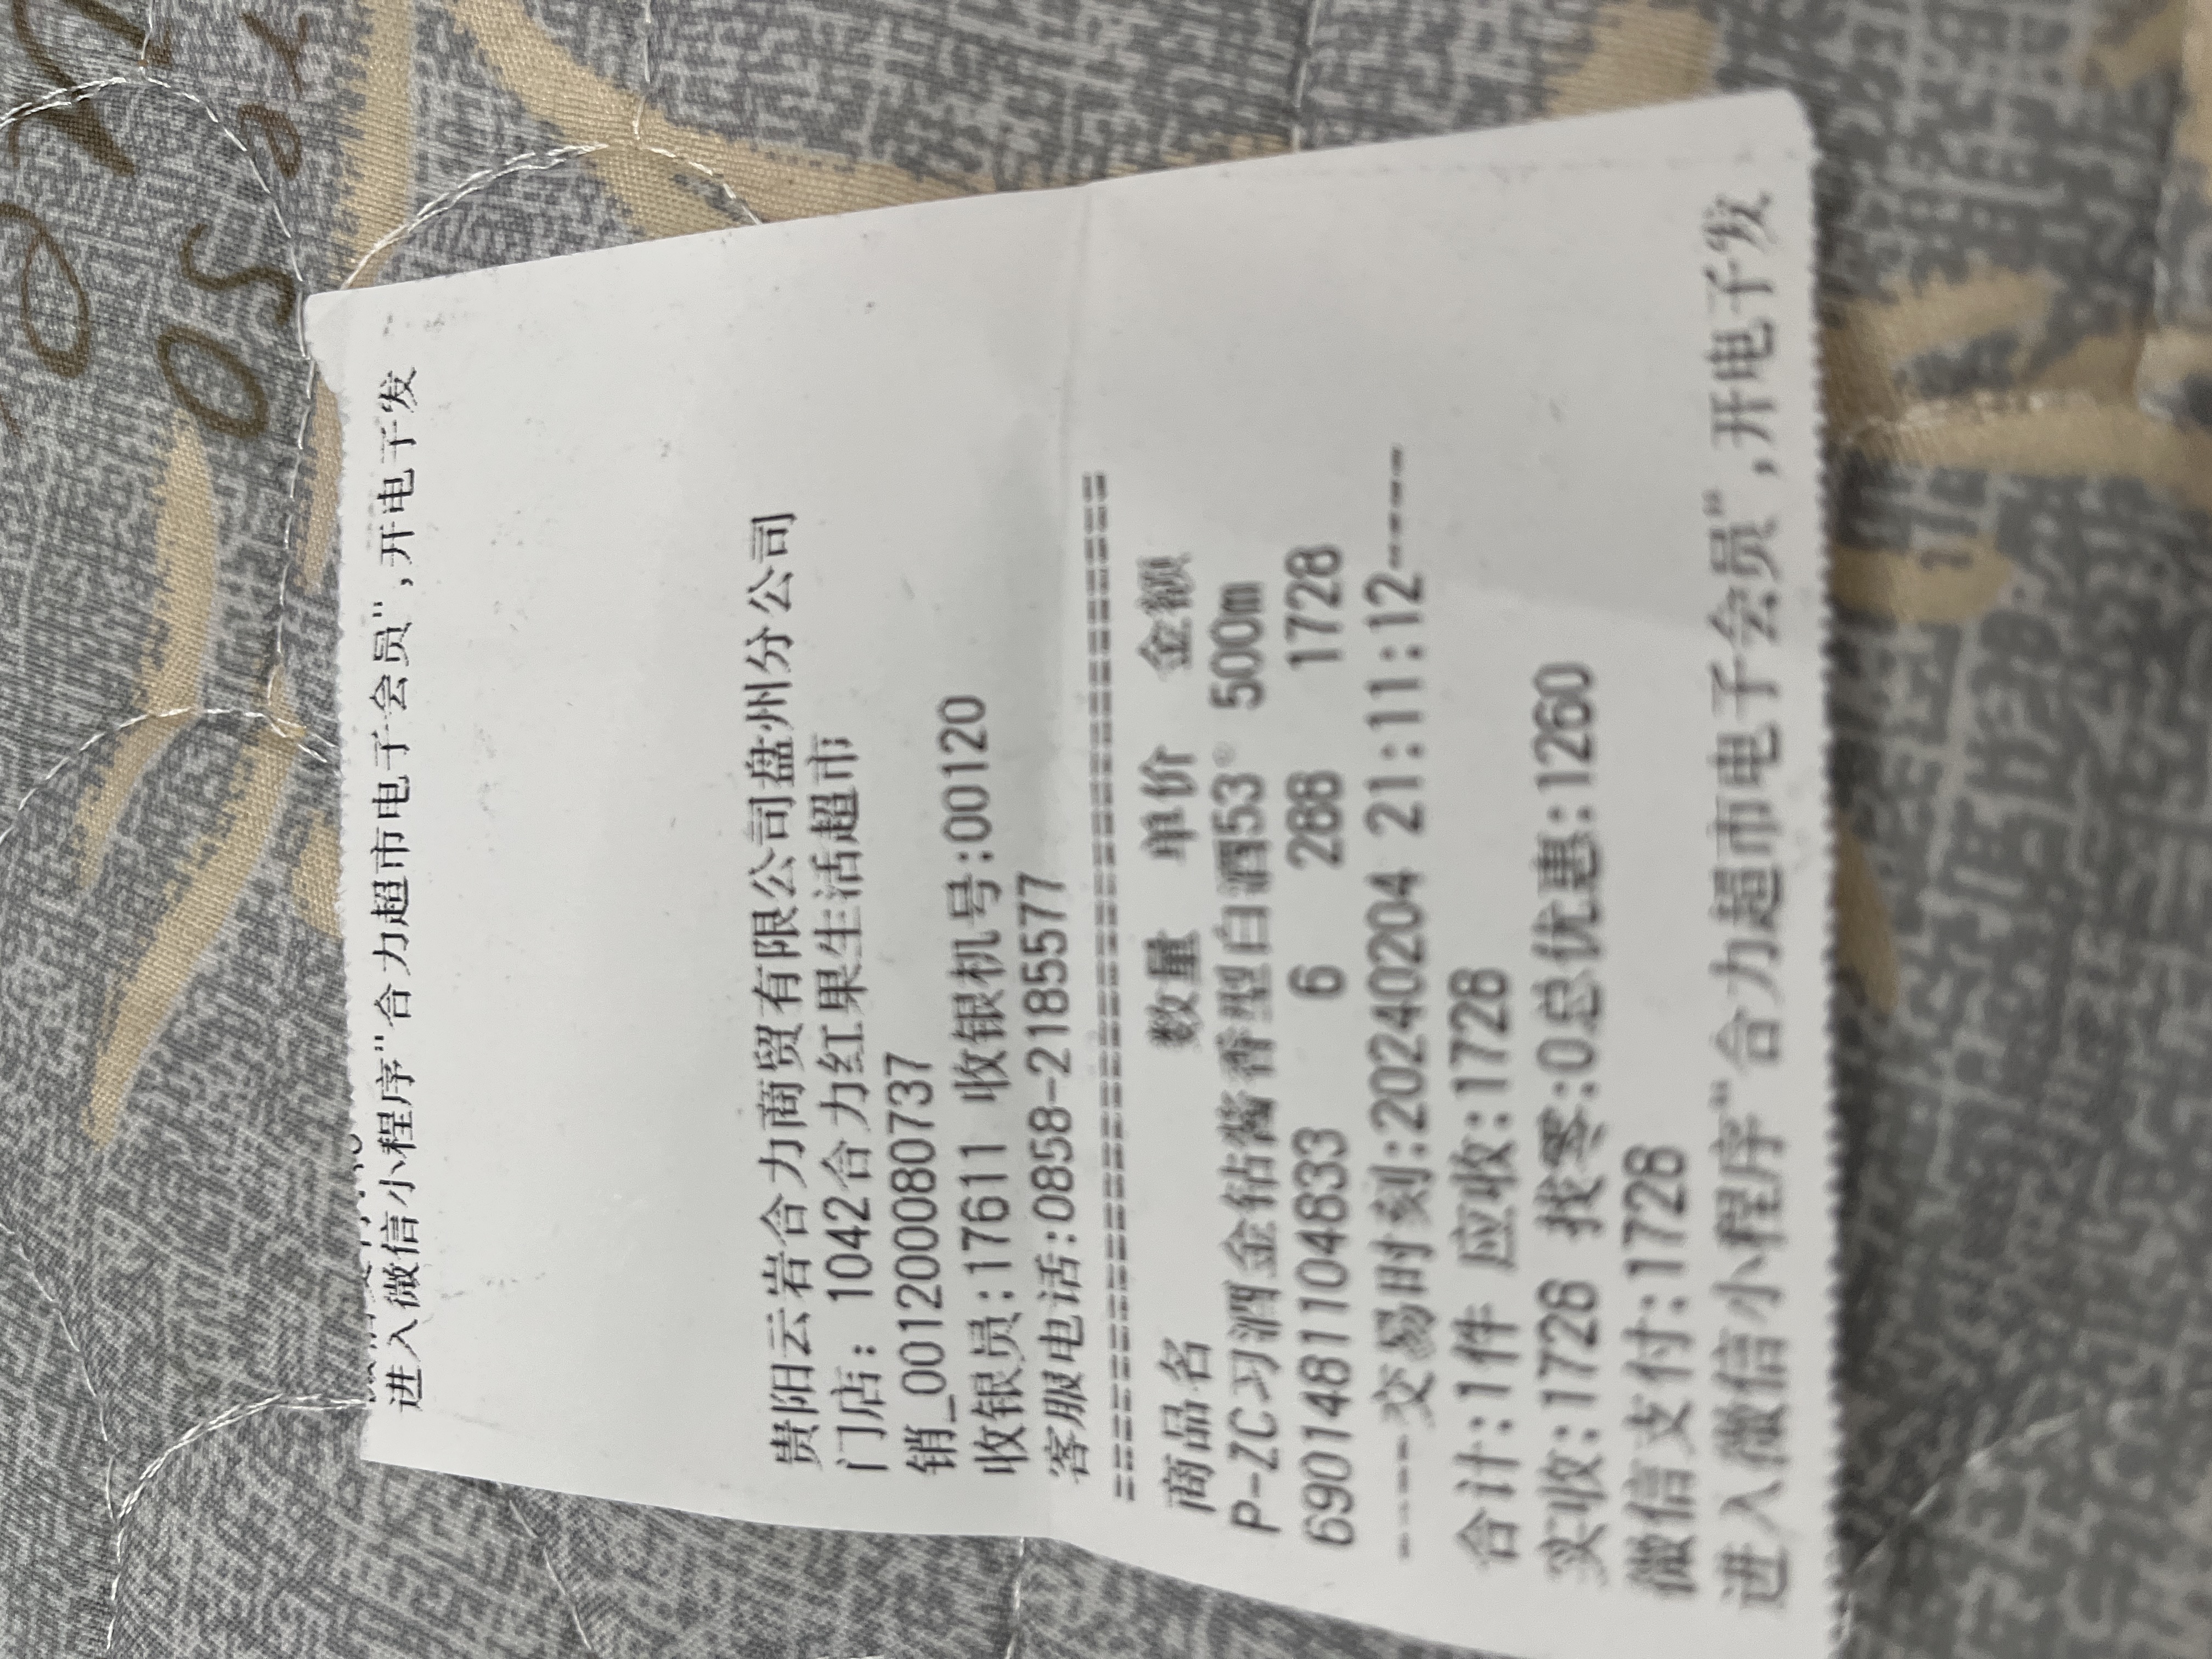 进入微信小程序"合力超市电子会员",开电子发
贵阳云岩合力商贸有限公司盘州分公司
门店: 1042合力红果生活超市
销_0012000080737
收银员:17611 收银机号:00120
客服电话:0858-2185577
商品名 数量 单价 金额
P-ZC习酒金钻酱香型白酒53° 500m
6901481104833 6 288 1728
----交易时刻:20240204 21:11:12----
合计:1件 应收:1728
实收:1728 找零:0总优惠:1260
微信支付:1728
进入微信小程序"合力超市电子会员",开电子发